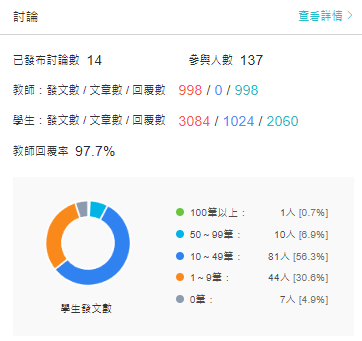 討論 查看詳情
已發布討論數 14 參與人數 137
教師：發文數 / 文章數 / 回覆數 998 / 0 / 998
學生：發文數 / 文章數 / 回覆數 3084 / 1024 / 2060
教師回覆率 97.7%
100筆以上： 1人 [0.7%]
50～99筆： 10人 [6.9%]
10～49筆： 81人 [56.3%]
1～9筆： 44人 [30.6%]
0筆： 7人 [4.9%]
學生發文數